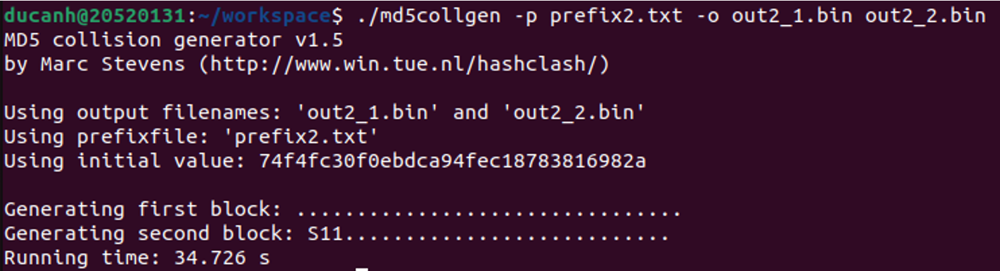 ducanh@20520131:~/workspace$ ./md5collgen -p prefix2.txt -o out2_1.bin out2_2.bin
MD5 collision generator v1.5
by Marc Stevens (http://www.win.tue.nl/hashclash/)
Using output filenames: 'out2_1.bin' and 'out2_2.bin'
Using prefixfile: 'prefix2.txt'
Using initial value: 74f4fc30f0ebdca94fec18783816982a
Generating first block: ................................
Generating second block: S11...........................
Running time: 34.726 s